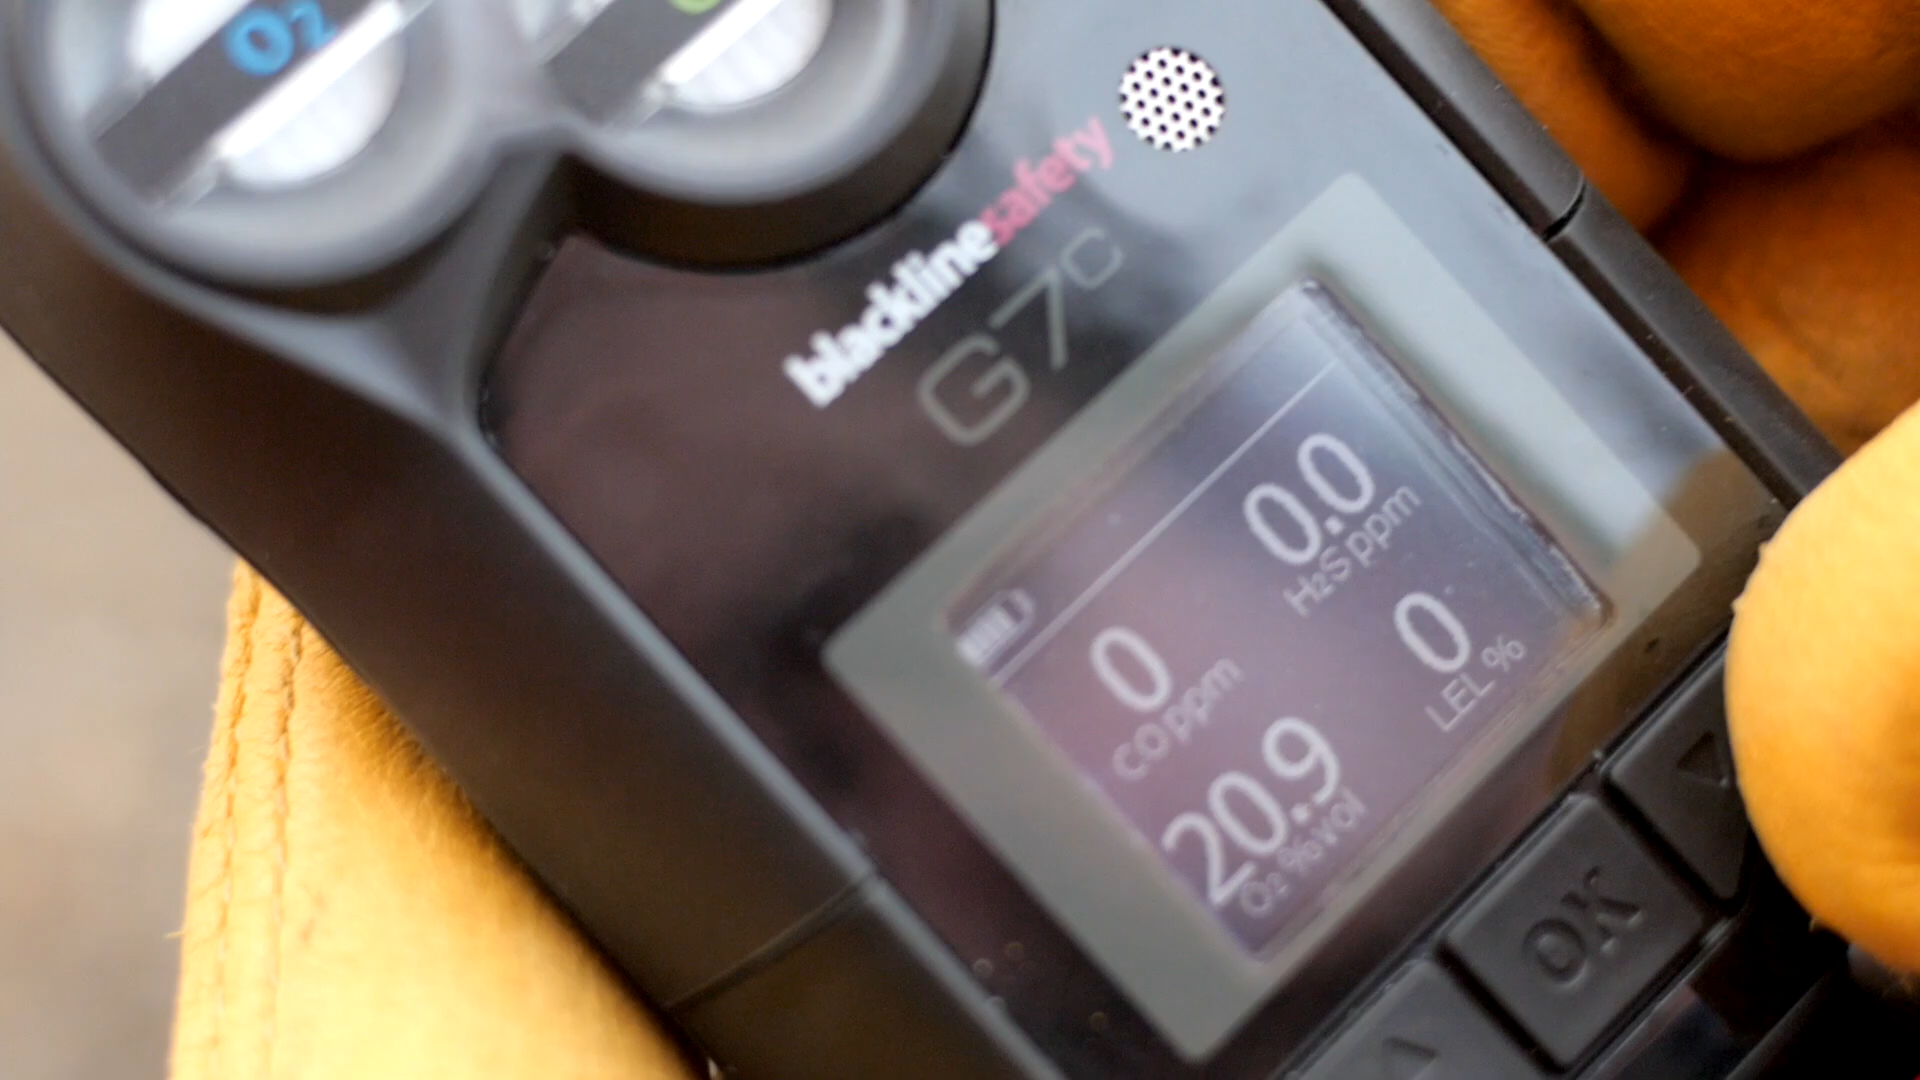 O₂
blacklinesafety
G7c
0.0
H₂S ppm
0
CO ppm
0
LEL %
20.9
O₂ %vol
OK